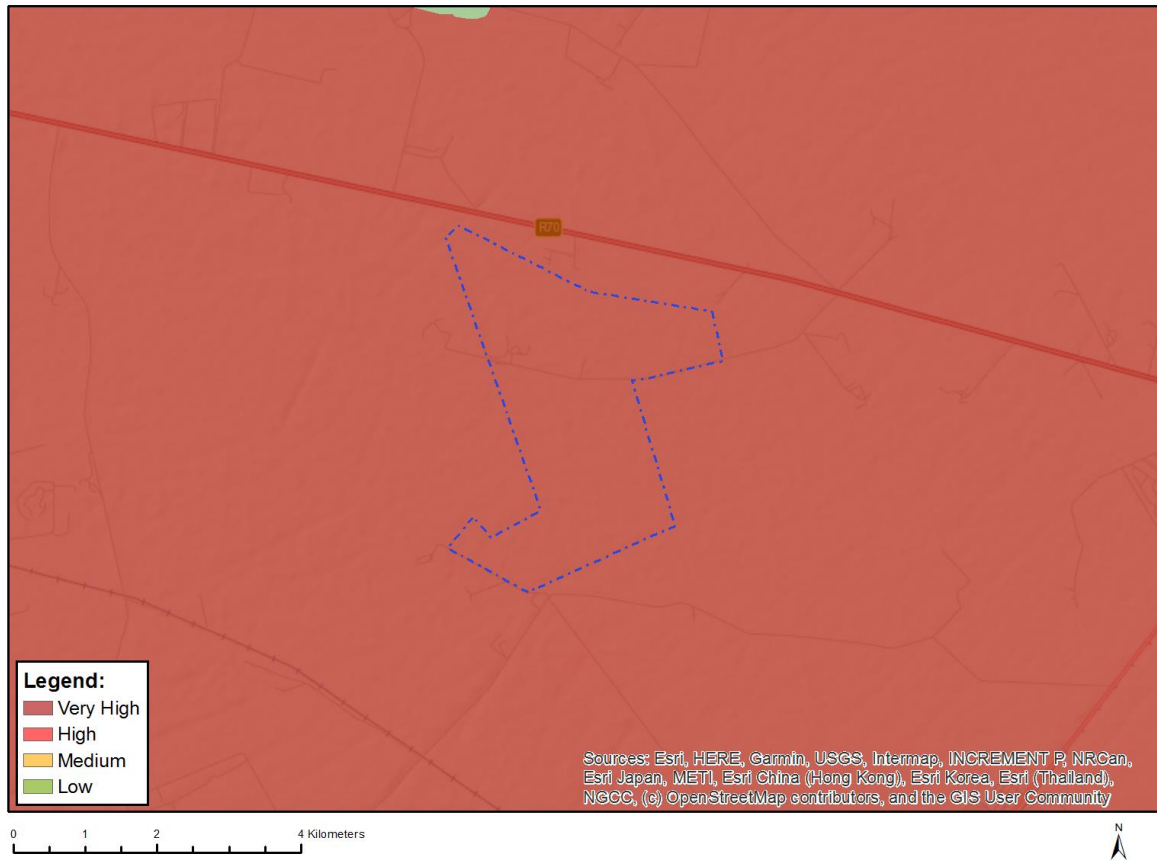 R70
Legend:
Very High
High
Medium
Low
Sources: Esri, HERE, Garmin, USGS, Intermap, INCREMENT P, NRCan,
Esri Japan, METI, Esri China (Hong Kong), Esri Korea, Esri (Thailand),
NGCC, (c) OpenStreetMap contributors, and the GIS User Community
0 1 2 4 Kilometers
N